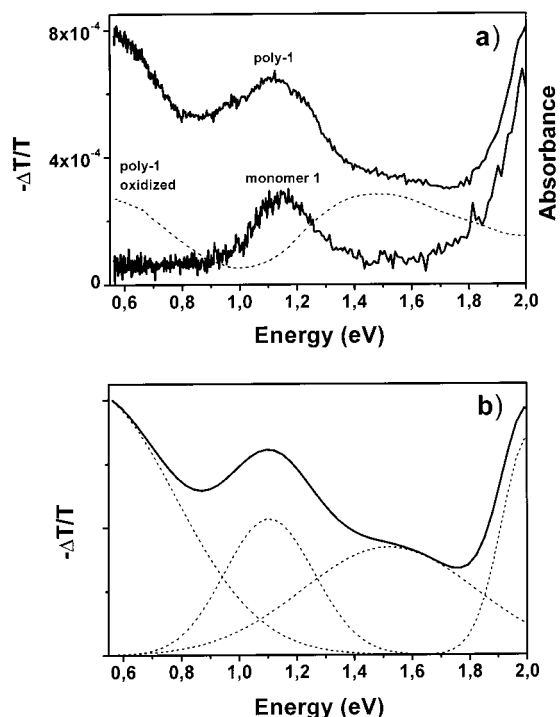 a)
8x10⁻⁴
poly-1
-ΔT/T
4x10⁻⁴
Absorbance
poly-1
oxidized
monomer 1
0
0,6 0,8 1,0 1,2 1,4 1,6 1,8 2,0
Energy (eV)
b)
-ΔT/T
0,6 0,8 1,0 1,2 1,4 1,6 1,8 2,0
Energy (eV)